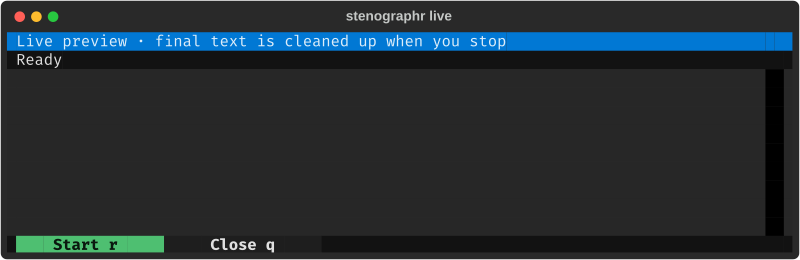 stenographr live
Live preview · final text is cleaned up when you stop
Ready
Start r Close q